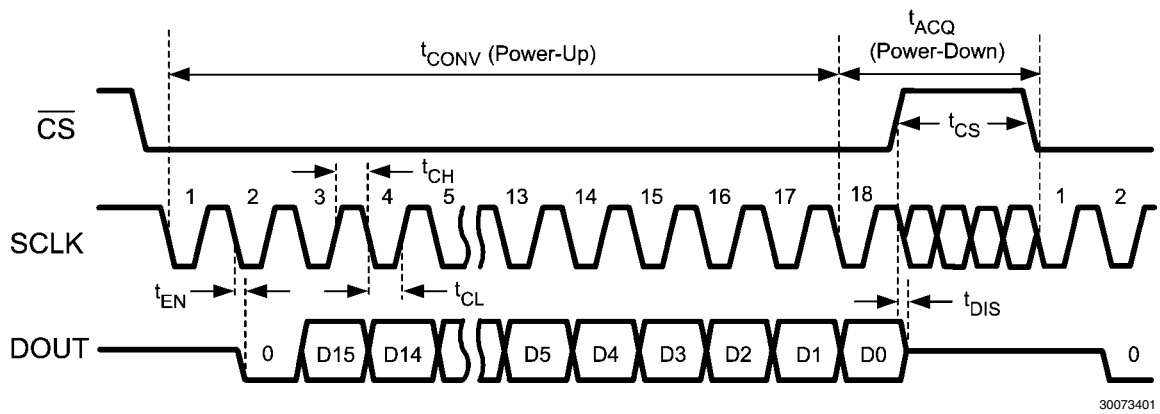 tACQ
(Power-Down)
tCONV (Power-Up)
CS
tCS
tCH
1 2 3 4 5 13 14 15 16 17 18 1 2
SCLK
tEN
tCL
tDIS
DOUT
0 D15 D14 D5 D4 D3 D2 D1 D0 0
30073401